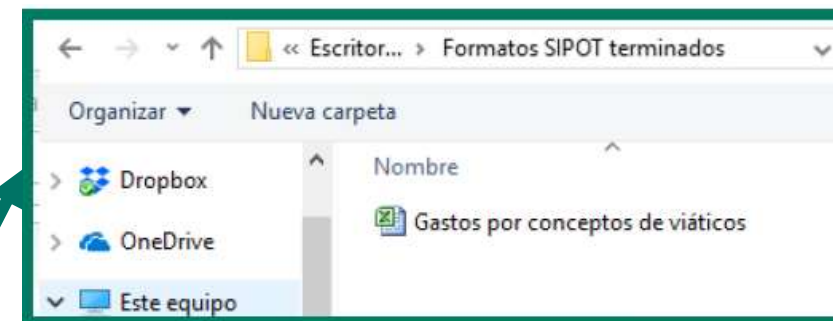 « Escritor... > Formatos SIPOT terminados
Organizar Nueva carpeta
Nombre
Dropbox
Gastos por conceptos de viáticos
OneDrive
Este equipo